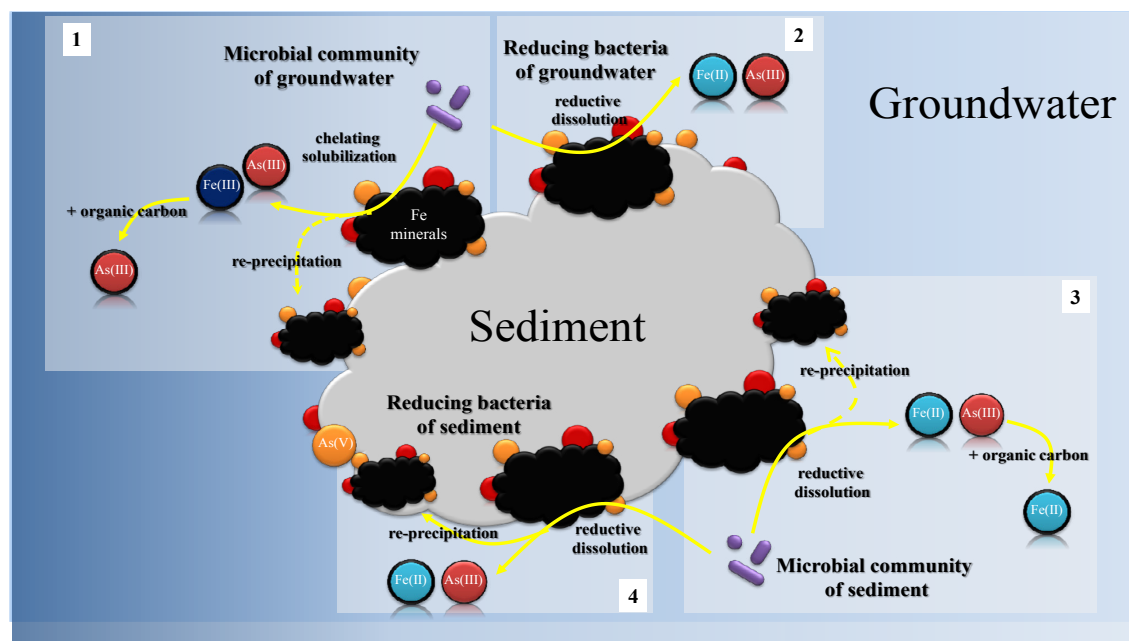 1
Microbial community
of groundwater
chelating
solubilization
As(III)
Fe(III)
+ organic carbon
As(III)
re-precipitation
Fe
minerals
2
Reducing bacteria
of groundwater
reductive
dissolution
Fe(II)
As(III)
Groundwater
Sediment
3
re-precipitation
Fe(II)
As(III)
+ organic carbon
reductive
dissolution
Fe(II)
Microbial community
of sediment
Reducing bacteria
of sediment
As(V)
re-precipitation
reductive
dissolution
Fe(II)
As(III)
4